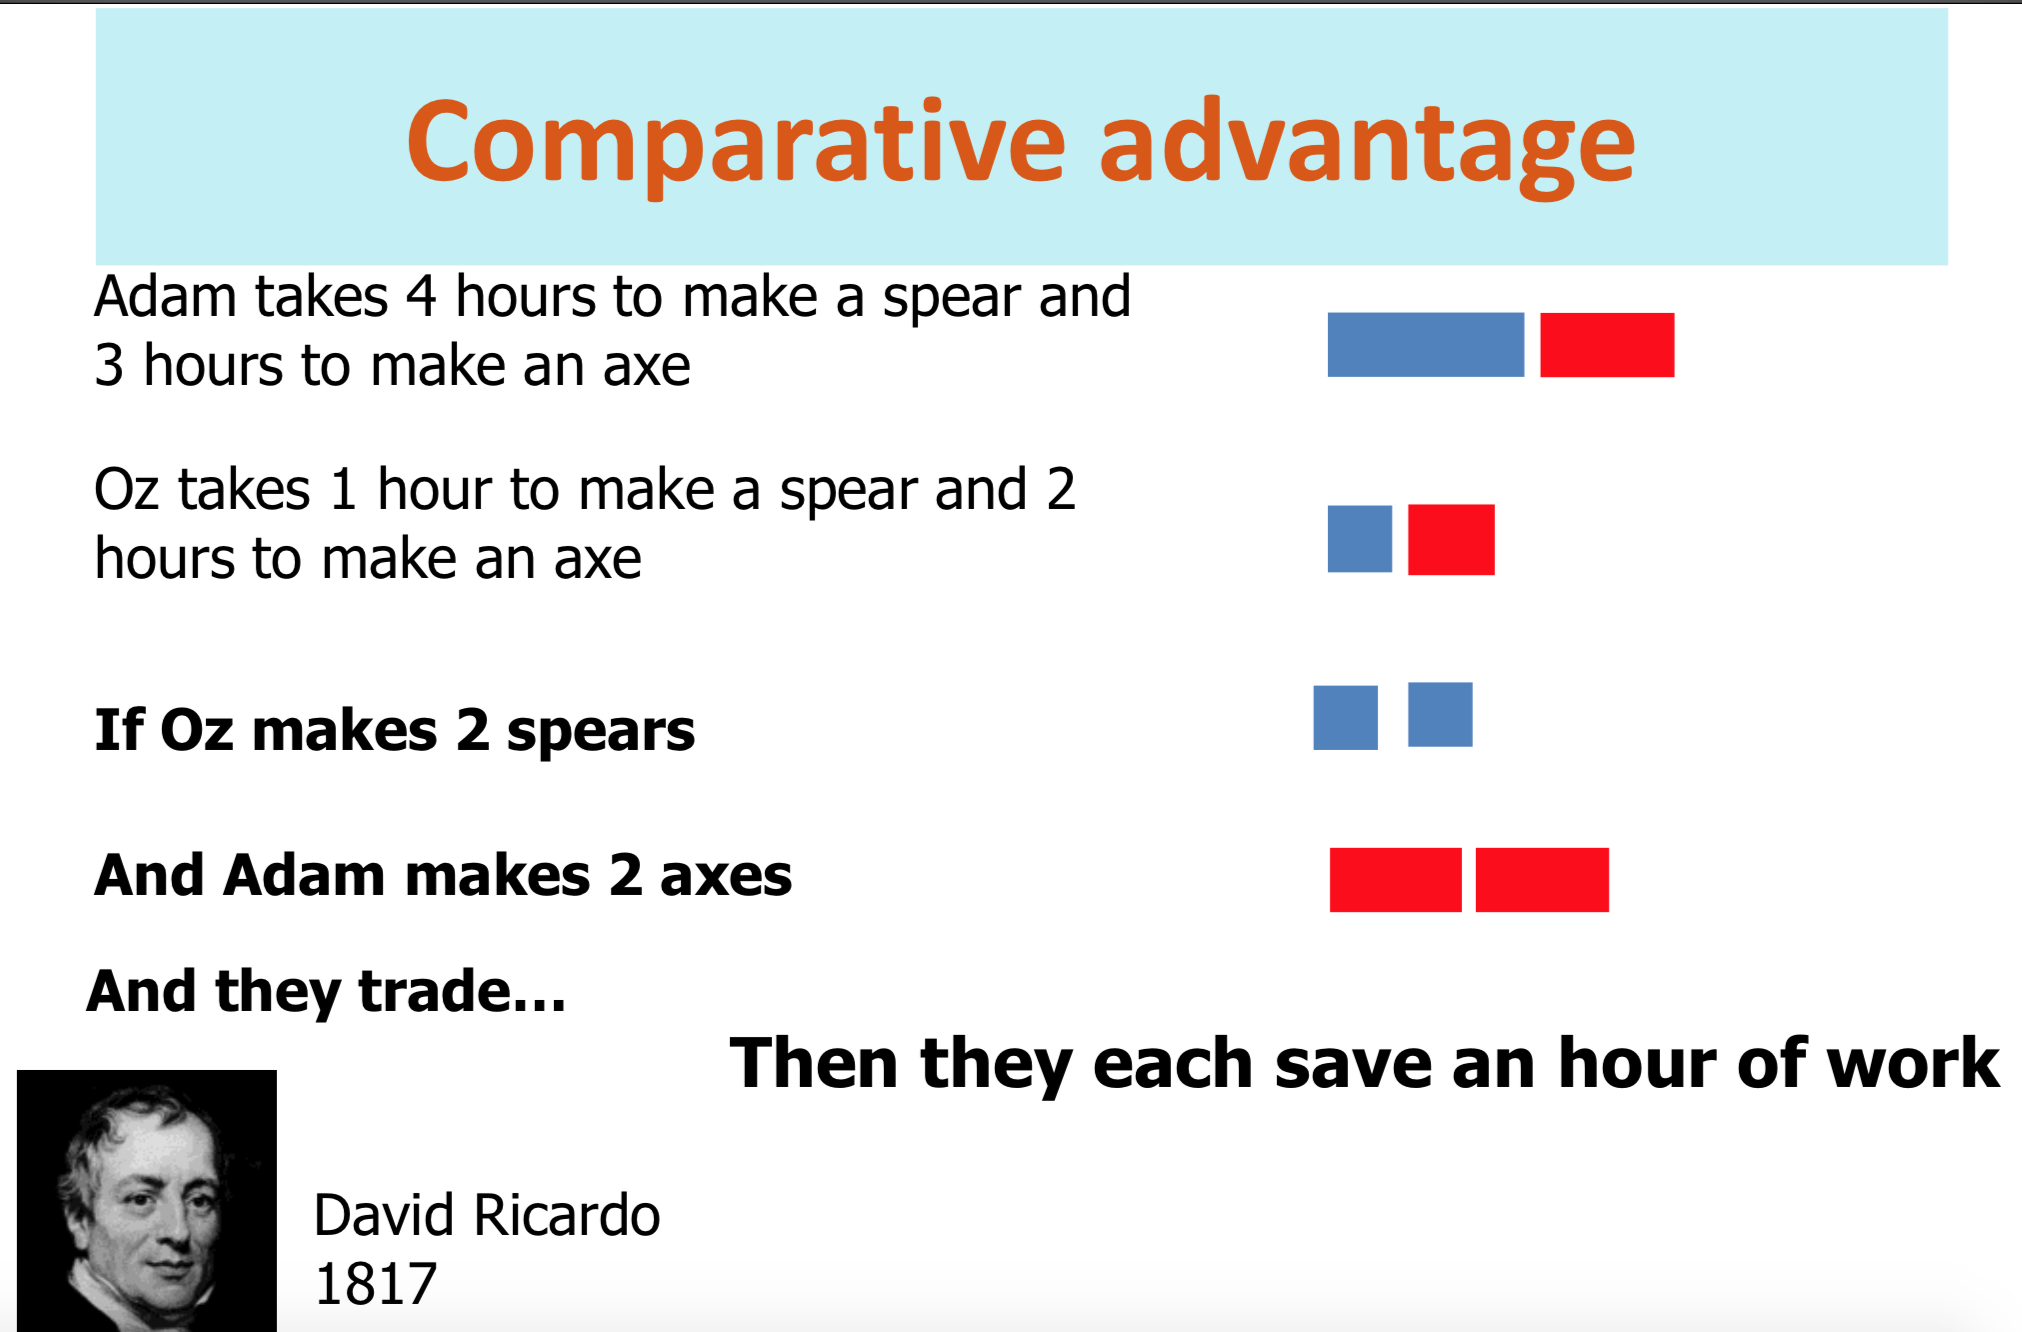 Comparative advantage
Adam takes 4 hours to make a spear and
3 hours to make an axe
Oz takes 1 hour to make a spear and 2
hours to make an axe
If Oz makes 2 spears
And Adam makes 2 axes
And they trade...
Then they each save an hour of work
David Ricardo
1817